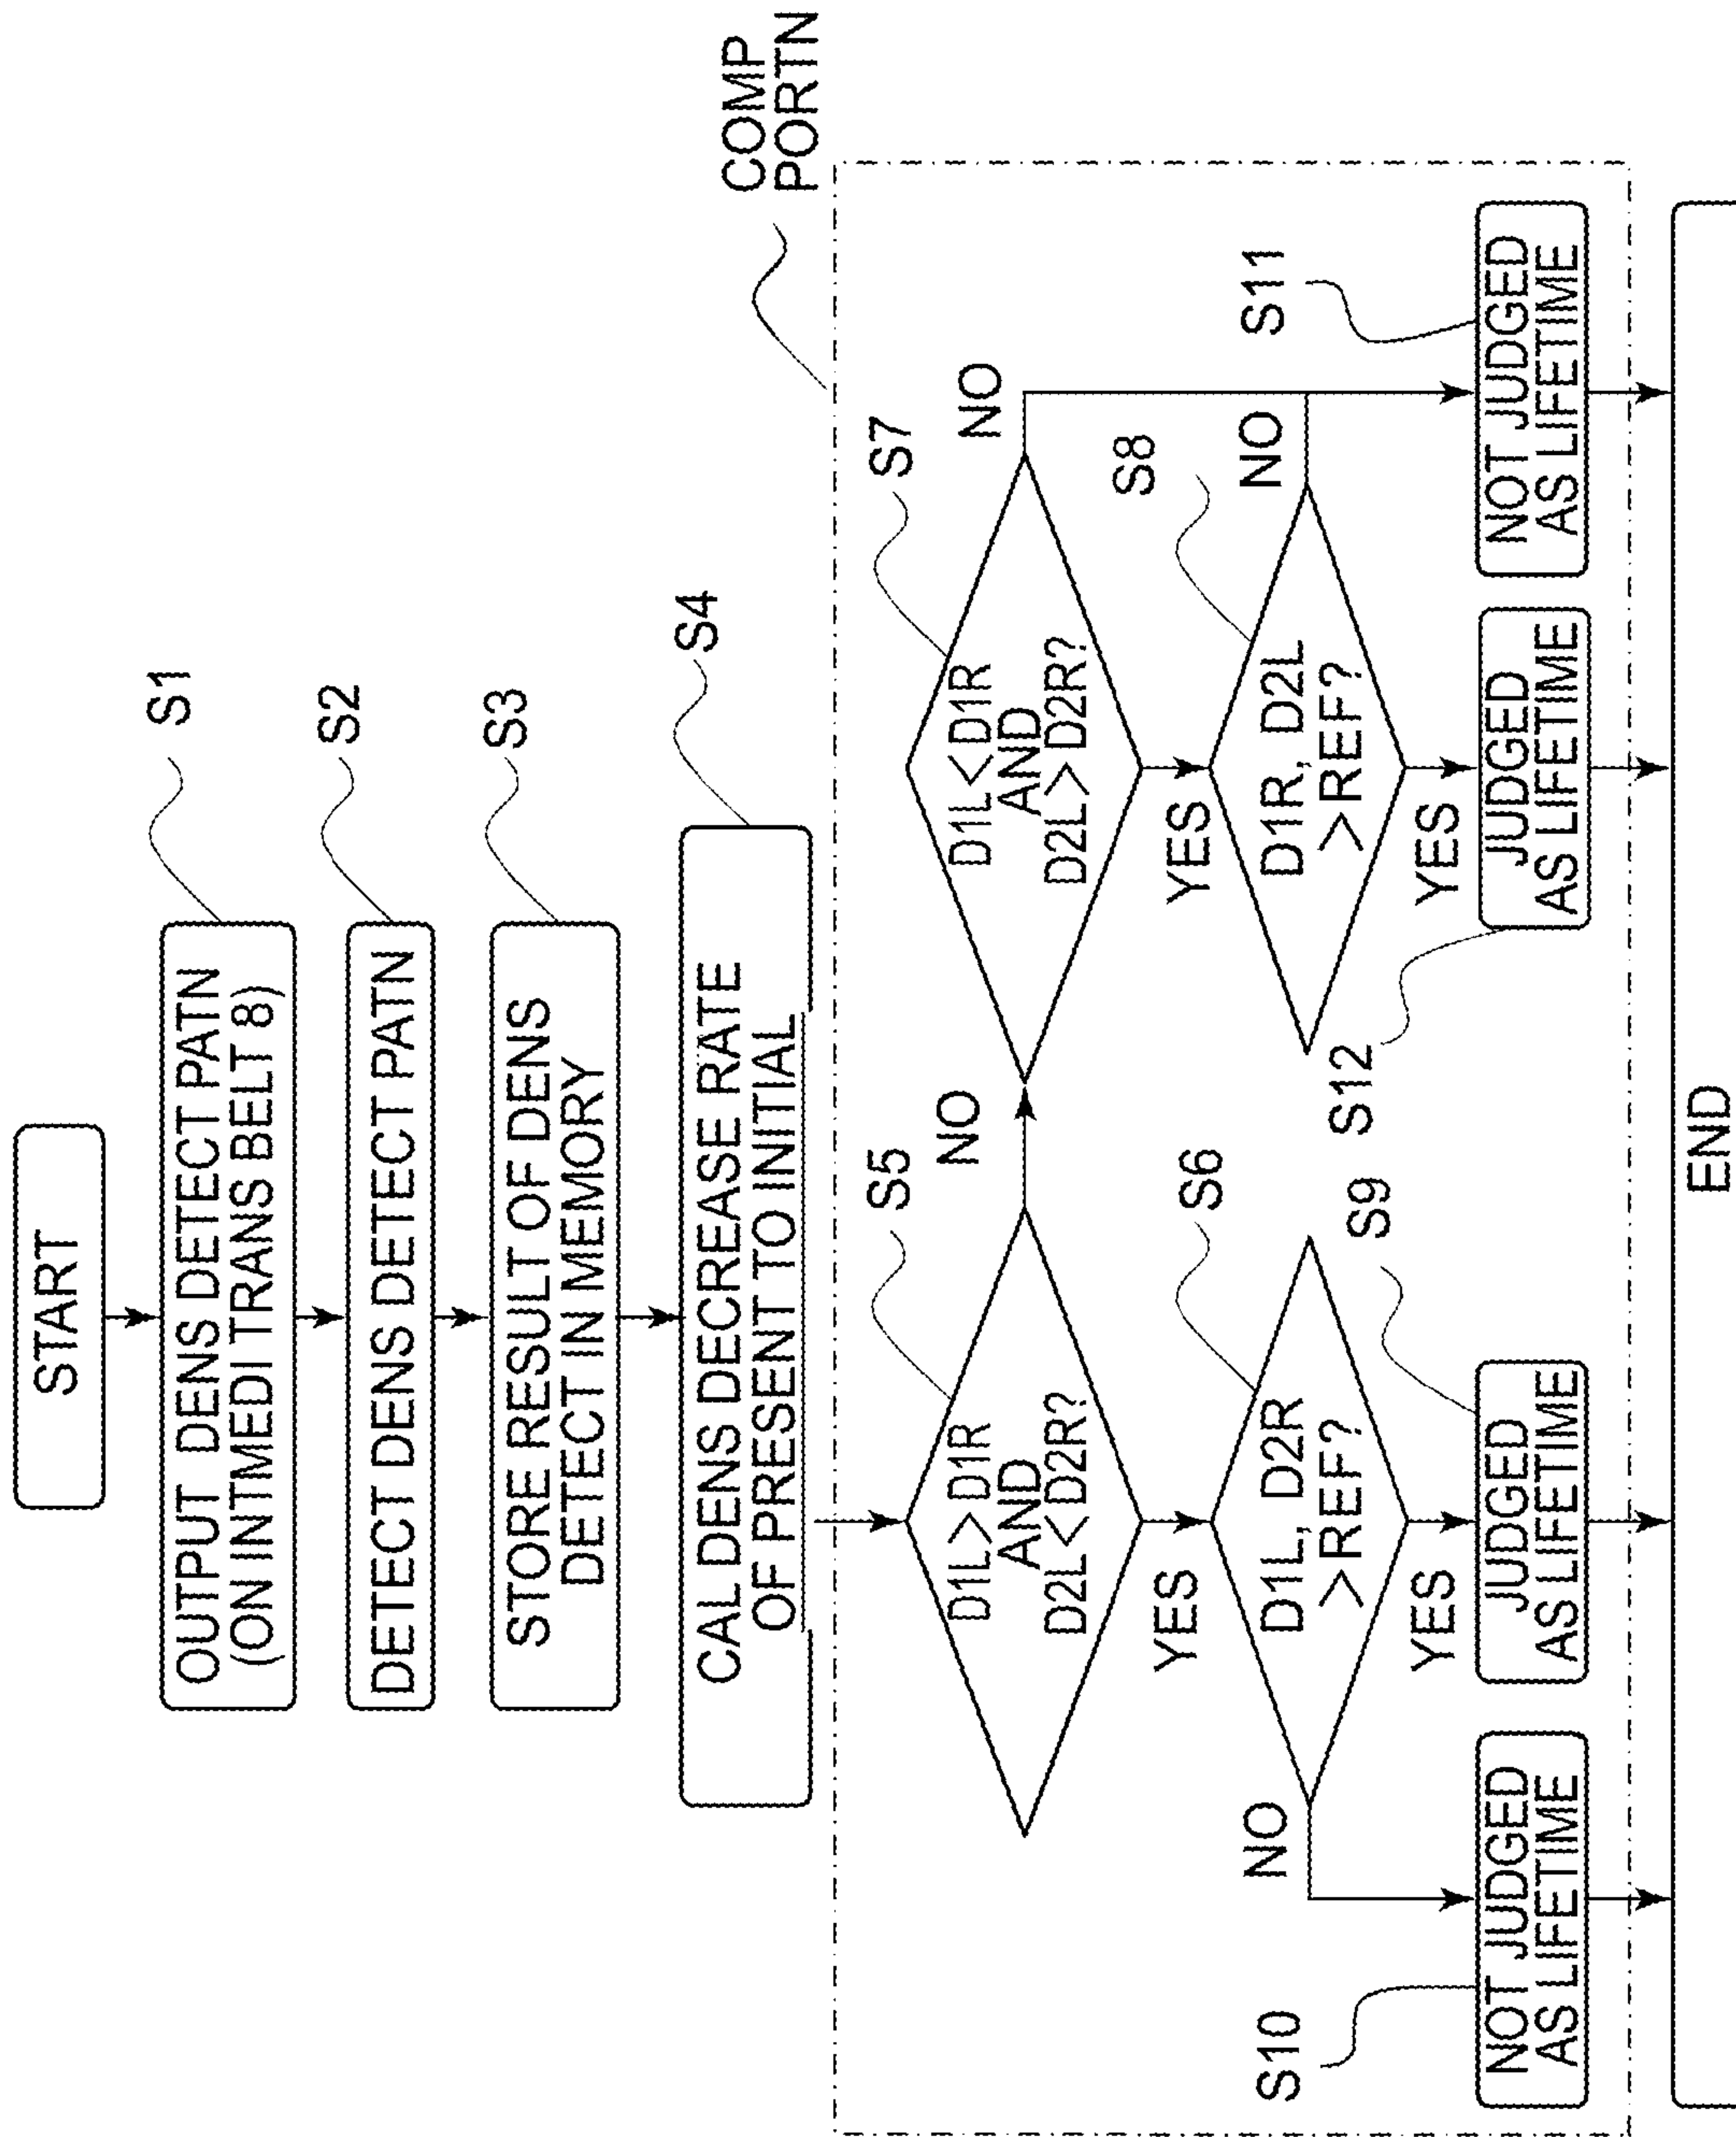 START
S1
OUTPUT DENS DETECT PATN
(ON INTMEDI TRANS BELT 8)
S2
DETECT DENS DETECT PATN
S3
STORE RESULT OF DENS
DETECT IN MEMORY
S4
CAL DENS DECREASE RATE
OF PRESENT TO INITIAL
COMP
PORTN
S5
D1L>D1R
AND
D2L<D2R?
NO
S7
D1L<D1R
AND
D2L>D2R?
NO
YES
YES
S6
D1L, D2R
>REF?
NO
S8
D1R, D2L
>REF?
NO
YES
YES
S10
NOT JUDGED
AS LIFETIME
S9
JUDGED
AS LIFETIME
S12
JUDGED
AS LIFETIME
S11
NOT JUDGED
AS LIFETIME
END